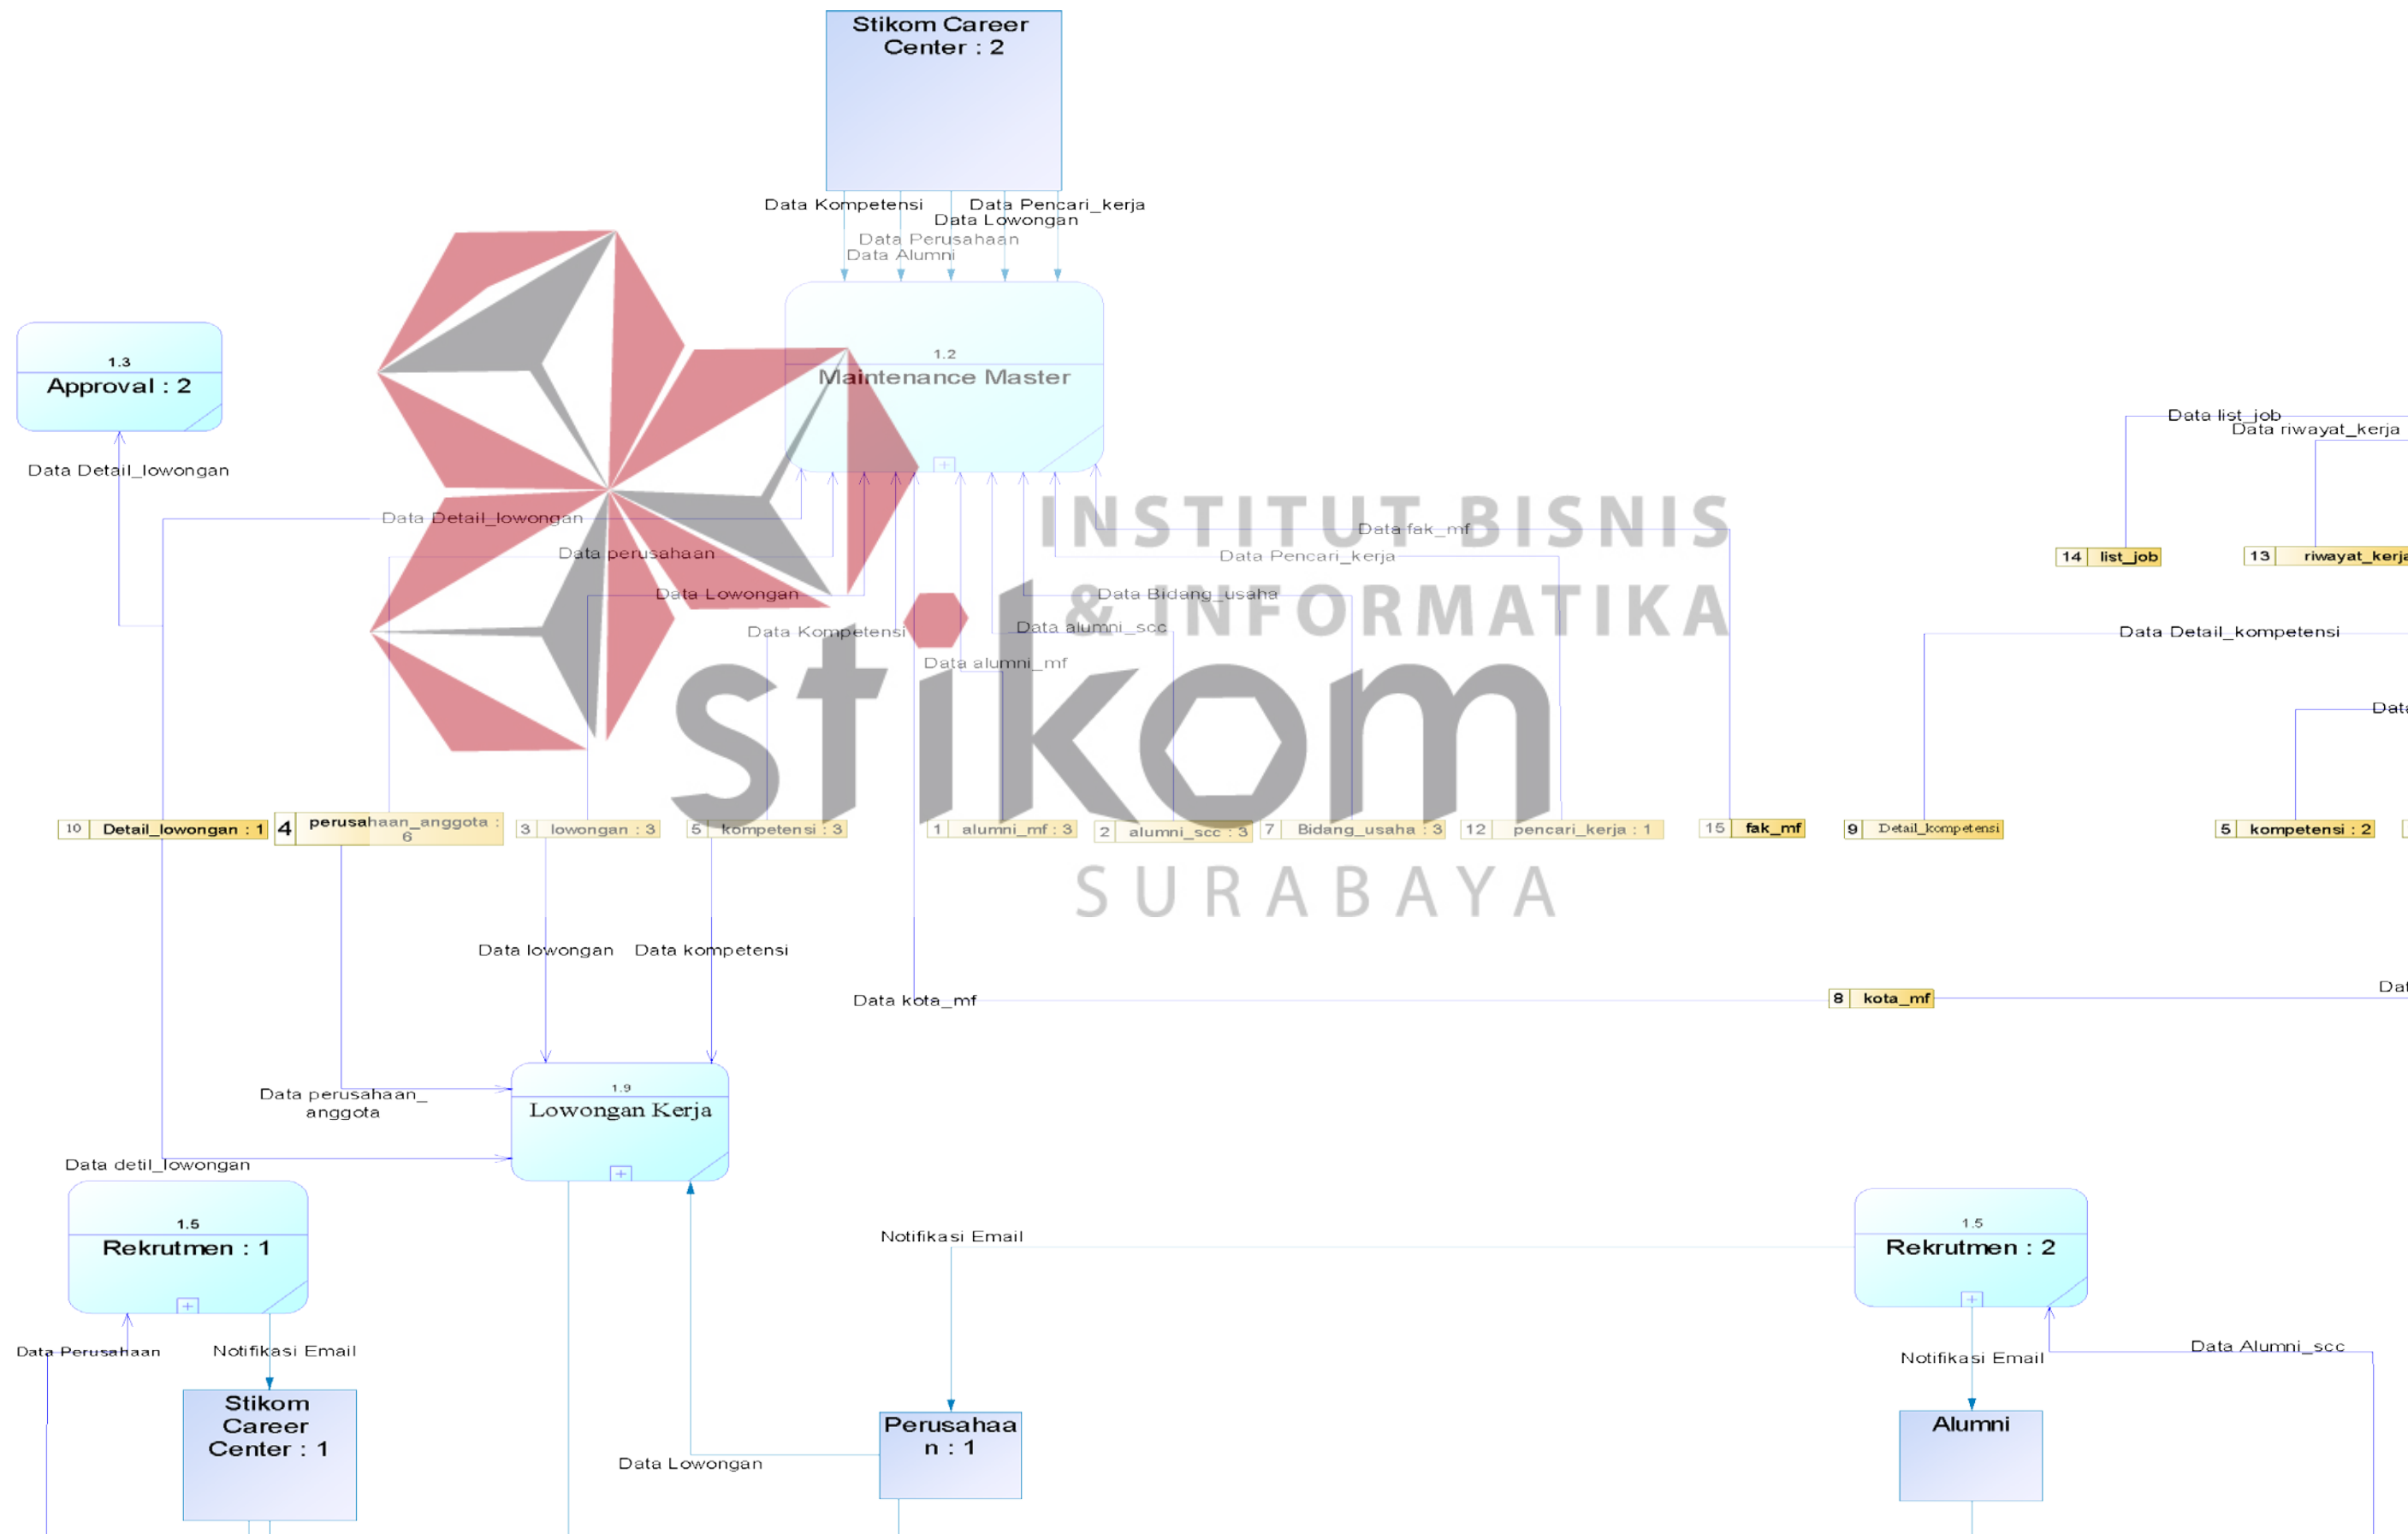 Stikom Career
Center : 2
Data Kompetensi
Data Pencari_kerja
Data Lowongan
Data Perusahaan
Data Alumni
1.2
Maintenance Master
1.3
Approval : 2
Data Detail_lowongan
Data list_job
Data riwayat_kerja
Data Detail_lowongan
Data perusahaan
Data Lowongan
Data Kompetensi
Data alumni_mf
Data alumni_scc
Data Bidang_usaha
Data Pencari_kerja
Data fak_mf
INSTITUT BISNIS
& INFORMATIKA
stikom
SURABAYA
14 list_job
13 riwayat_kerja
Data Detail_kompetensi
10 Detail_lowongan : 1
4 perusahaan_anggota :
6
3 lowongan : 3
5 kompetensi : 3
1 alumni_mf : 3
2 alumni_scc : 3
7 Bidang_usaha : 3
12 pencari_kerja : 1
15 fak_mf
9 Detail_kompetensi
5 kompetensi : 2
Data lowongan
Data kompetensi
Data kota_mf
8 kota_mf
Data perusahaan_
anggota
1.9
Lowongan Kerja
Data detil_lowongan
1.5
Rekrutmen : 1
Notifikasi Email
1.5
Rekrutmen : 2
Data Perusahaan
Notifikasi Email
Notifikasi Email
Data Alumni_scc
Stikom
Career
Center : 1
Perusahaa
n : 1
Data Lowongan
Alumni